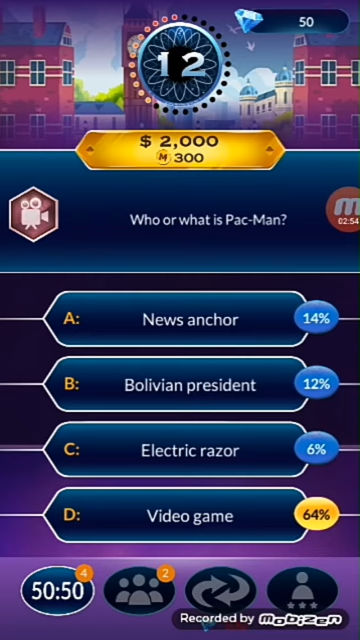 50
12
$ 2,000
M 300
Who or what is Pac-Man?
02:54
A: News anchor 14%
B: Bolivian president 12%
C: Electric razor 6%
D: Video game 64%
50:50 4
2
Recorded by mobizen